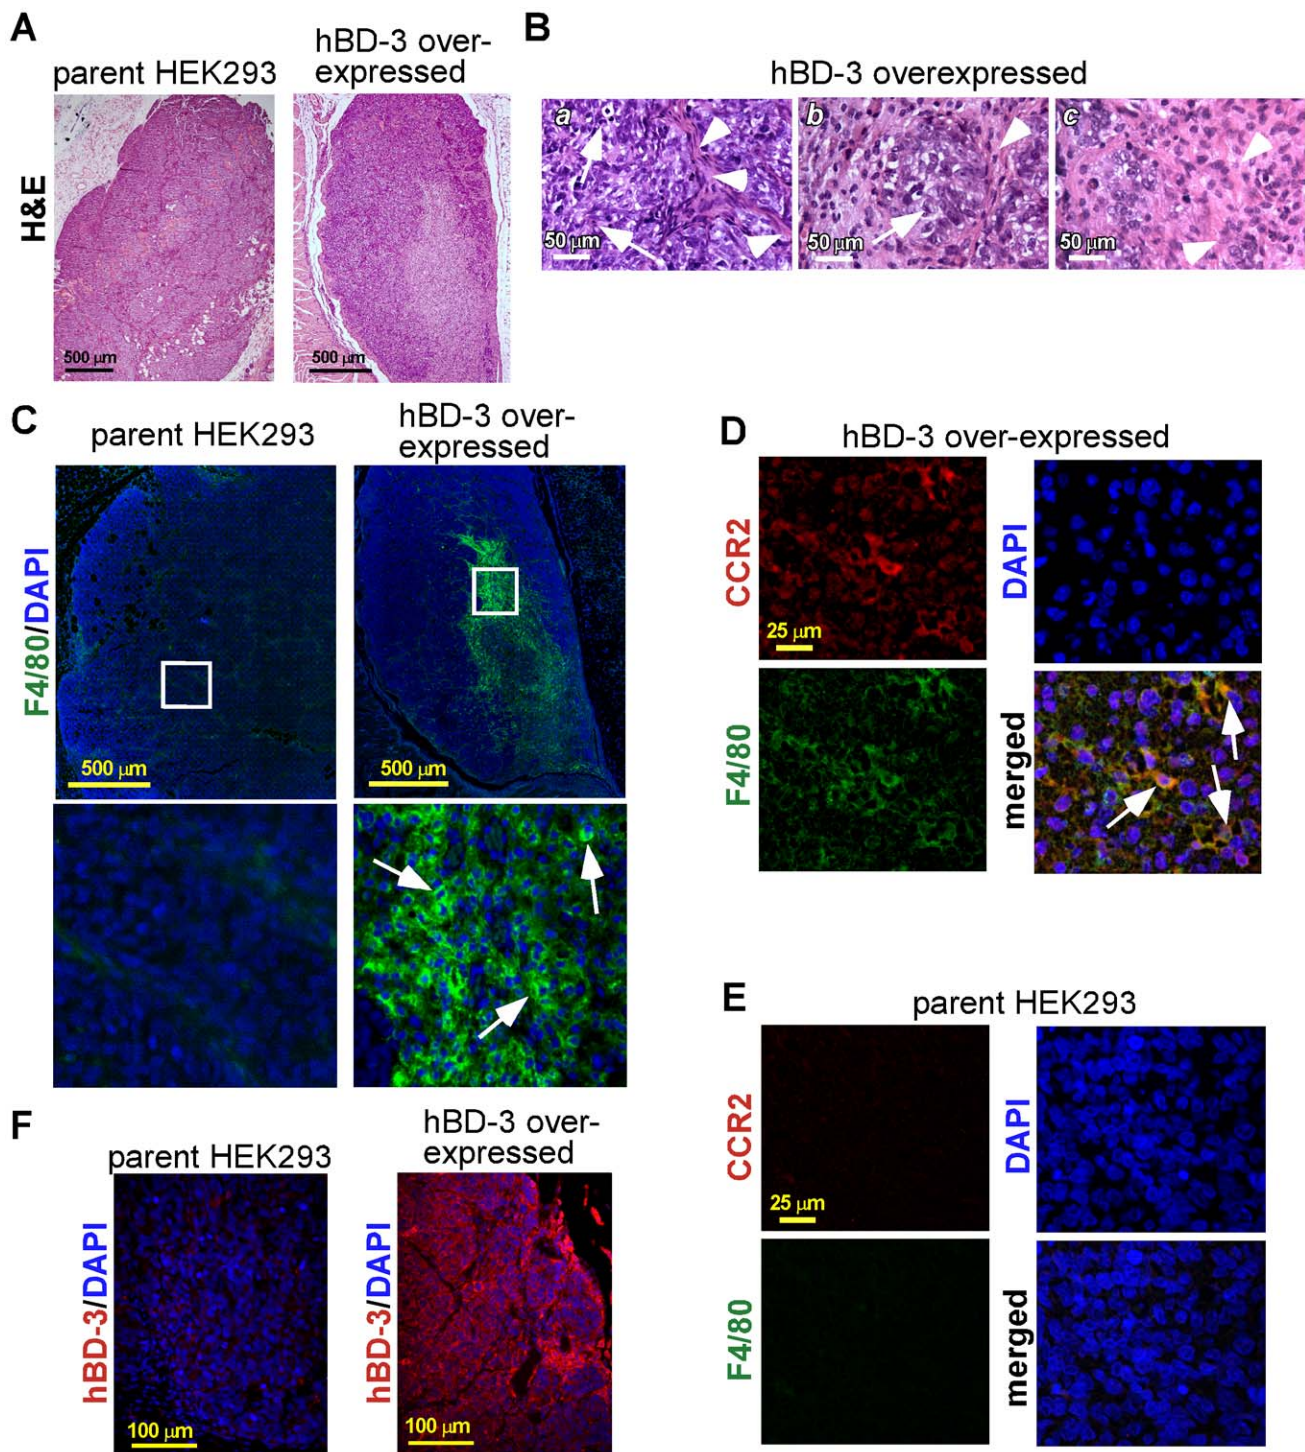 A
parent HEK293
hBD-3 over-
expressed
H&E
500 μm
500 μm
B
hBD-3 overexpressed
a
50 μm
b
50 μm
c
50 μm
C
parent HEK293
hBD-3 over-
expressed
F4/80/DAPI
500 μm
500 μm
D
hBD-3 over-expressed
CCR2
25 μm
DAPI
F4/80
merged
E
parent HEK293
CCR2
25 μm
DAPI
F4/80
merged
F
parent HEK293
hBD-3 over-
expressed
hBD-3/DAPI
100 μm
hBD-3/DAPI
100 μm